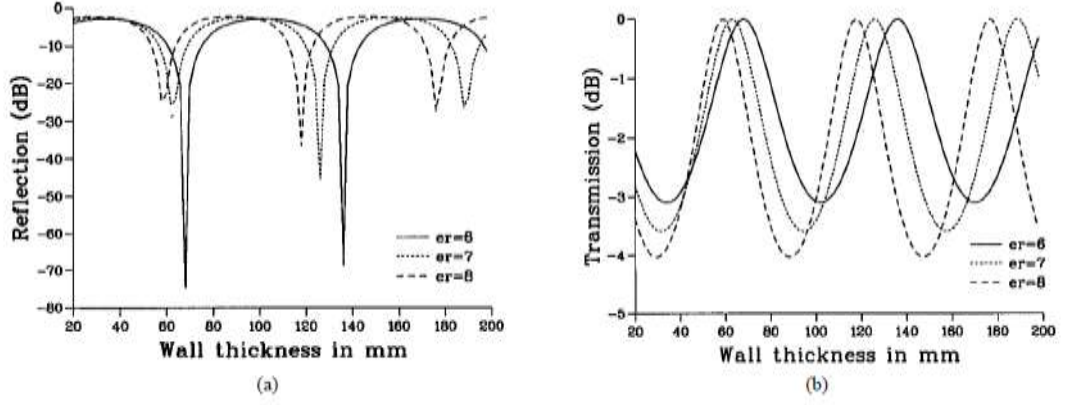 0
-10
-20
-30
-40
-50
-60
-70
-80
Reflection (dB)
er=6
er=7
er=8
20 40 60 80 100 120 140 160 180 200
Wall thickness in mm
(a)
0
-1
-2
-3
-4
-5
Transmission (dB)
er=6
er=7
er=8
20 40 60 80 100 120 140 160 180 200
Wall thickness in mm
(b)